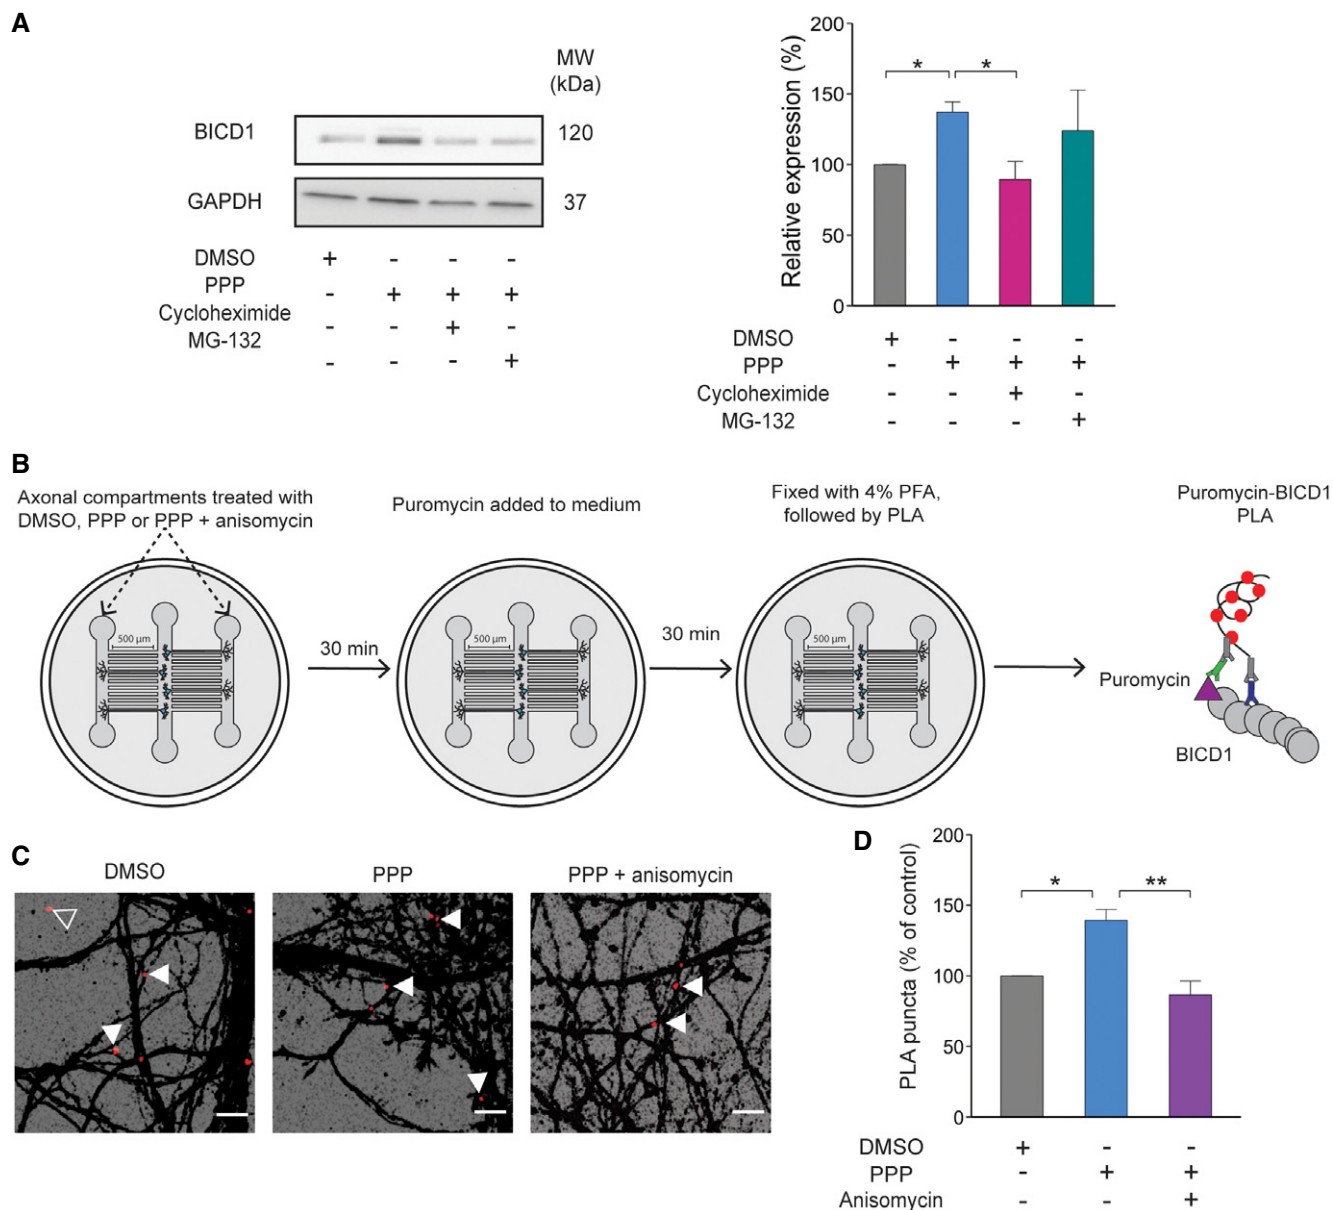 A
MW
(kDa)
BICD1
120
GAPDH
37
DMSO + - - -
PPP - + + +
Cycloheximide - - + -
MG-132 - - - +
Relative expression (%)
200
150
100
50
0
* *
DMSO + - - -
PPP - + + +
Cycloheximide - - + -
MG-132 - - - +
B
Axonal compartments treated with
DMSO, PPP or PPP + anisomycin
500 µm
30 min
Puromycin added to medium
500 µm
30 min
Fixed with 4% PFA,
followed by PLA
500 µm
Puromycin-BICD1
PLA
Puromycin
BICD1
C
DMSO
PPP
PPP + anisomycin
D
PLA puncta (% of control)
200
150
100
50
0
* **
DMSO + - -
PPP - + +
Anisomycin - - +